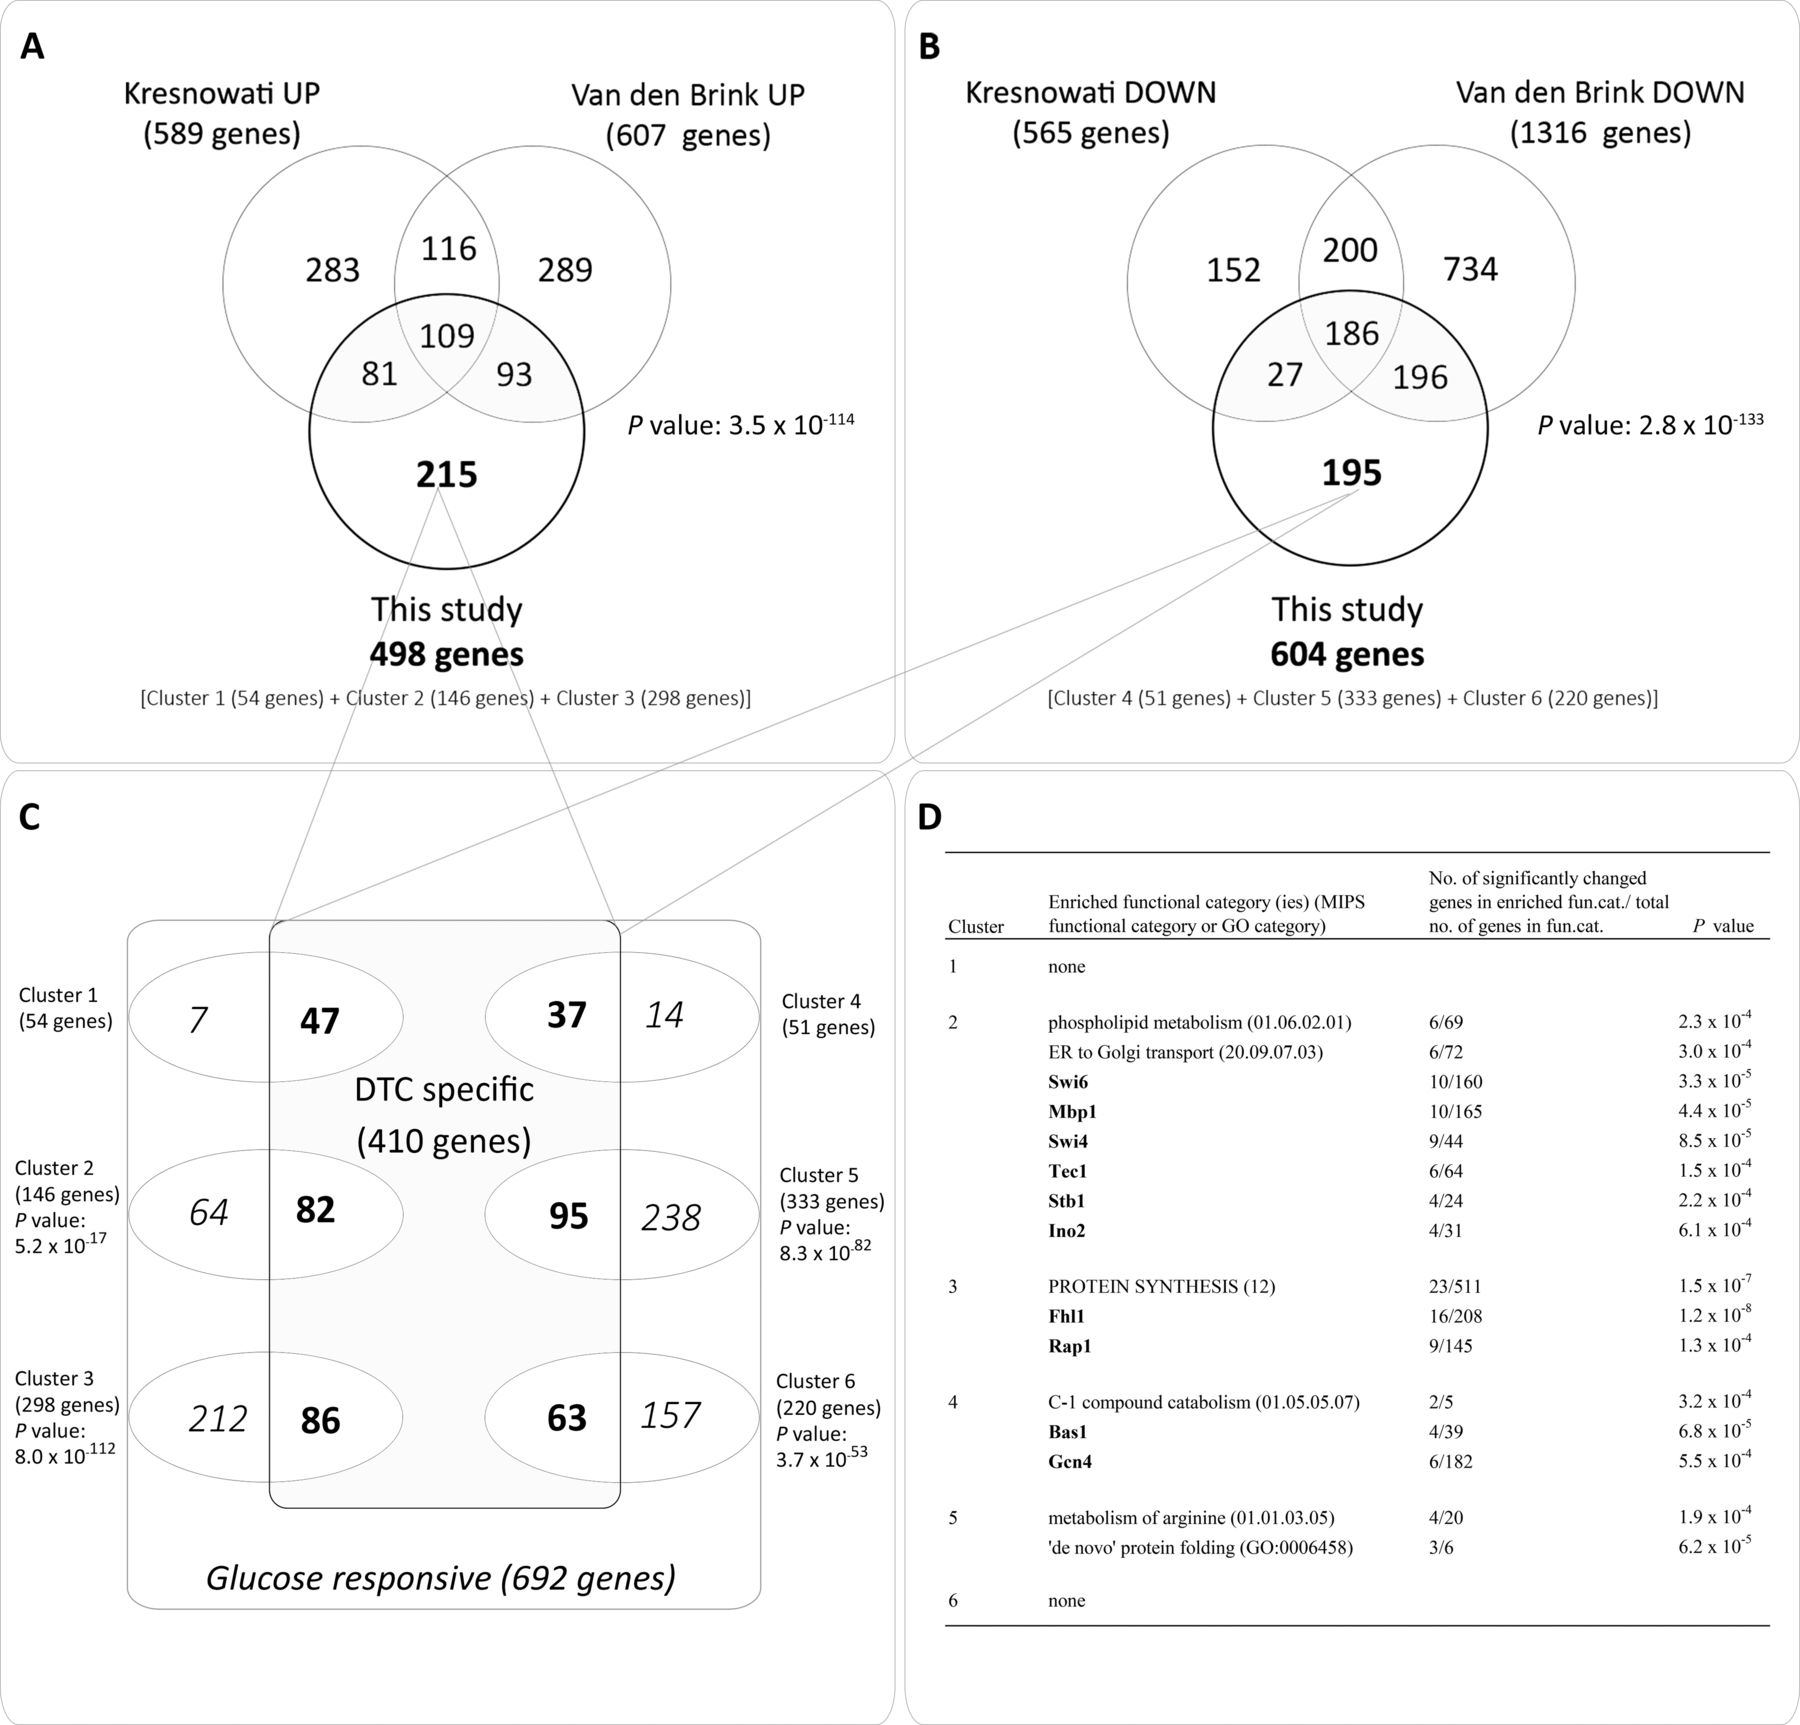 A
Kresnowati UP
(589 genes)
Van den Brink UP
(607 genes)
283
116
289
109
81
93
P value: 3.5 x 10-114
215
This study
498 genes
[Cluster 1 (54 genes) + Cluster 2 (146 genes) + Cluster 3 (298 genes)]
B
Kresnowati DOWN
(565 genes)
Van den Brink DOWN
(1316 genes)
152
200
734
186
27
196
P value: 2.8 x 10-133
195
This study
604 genes
[Cluster 4 (51 genes) + Cluster 5 (333 genes) + Cluster 6 (220 genes)]
C
Cluster 1
(54 genes)
7
47
37
14
Cluster 4
(51 genes)
DTC specific
(410 genes)
Cluster 2
(146 genes)
P value:
5.2 x 10-17
64
82
95
238
Cluster 5
(333 genes)
P value:
8.3 x 10-82
Cluster 3
(298 genes)
P value:
8.0 x 10-112
212
86
63
157
Cluster 6
(220 genes)
P value:
3.7 x 10-53
Glucose responsive (692 genes)
D
Cluster
Enriched functional category (ies) (MIPS
functional category or GO category)
No. of significantly changed
genes in enriched fun.cat./ total
no. of genes in fun.cat.
P value
1 none
2 phospholipid metabolism (01.06.02.01) 6/69 2.3 x 10-4
ER to Golgi transport (20.09.07.03) 6/72 3.0 x 10-4
Swi6 10/160 3.3 x 10-5
Mbp1 10/165 4.4 x 10-5
Swi4 9/44 8.5 x 10-5
Tec1 6/64 1.5 x 10-4
Stb1 4/24 2.2 x 10-4
Ino2 4/31 6.1 x 10-4
3 PROTEIN SYNTHESIS (12) 23/511 1.5 x 10-7
Fhl1 16/208 1.2 x 10-8
Rap1 9/145 1.3 x 10-4
4 C-1 compound catabolism (01.05.05.07) 2/5 3.2 x 10-4
Bas1 4/39 6.8 x 10-5
Gcn4 6/182 5.5 x 10-4
5 metabolism of arginine (01.01.03.05) 4/20 1.9 x 10-4
'de novo' protein folding (GO:0006458) 3/6 6.2 x 10-5
6 none